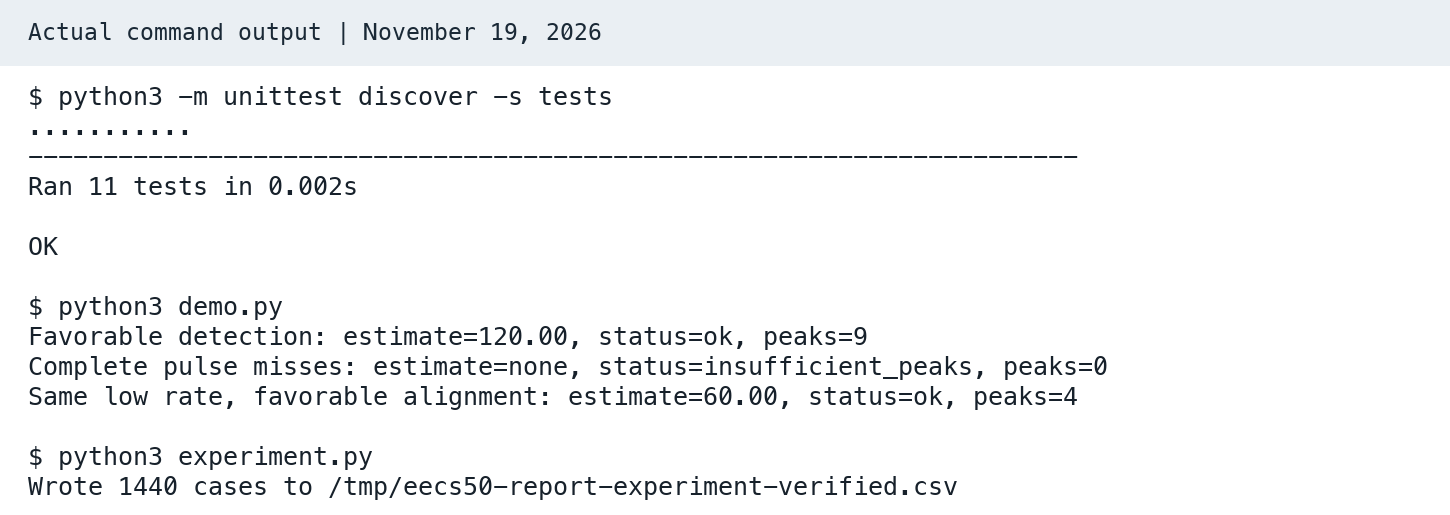 Actual command output | November 19, 2026
$ python3 -m unittest discover -s tests
...........
----------------------------------------------------------------------
Ran 11 tests in 0.002s
OK
$ python3 demo.py
Favorable detection: estimate=120.00, status=ok, peaks=9
Complete pulse misses: estimate=none, status=insufficient_peaks, peaks=0
Same low rate, favorable alignment: estimate=60.00, status=ok, peaks=4
$ python3 experiment.py
Wrote 1440 cases to /tmp/eecs50-report-experiment-verified.csv